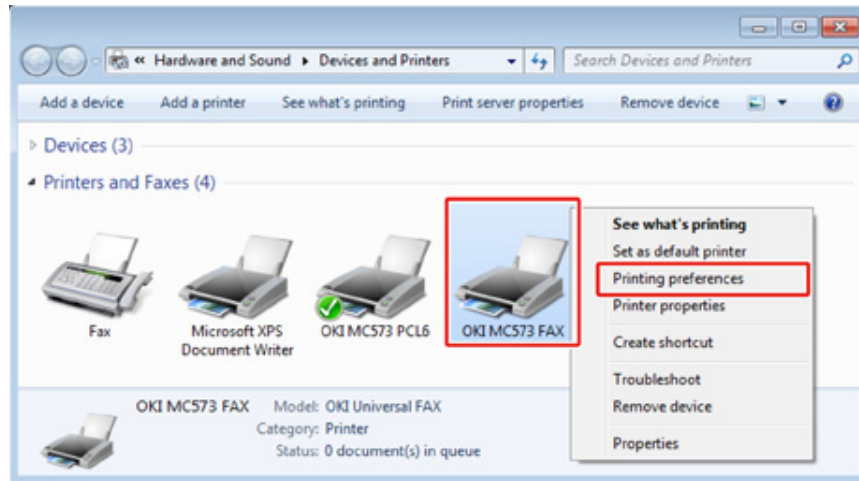 « Hardware and Sound ▸ Devices and Printers
Search Devices and Printers
Add a device Add a printer See what's printing Print server properties Remove device
Devices (3)
Printers and Faxes (4)
Fax
Microsoft XPS
Document Writer
OKI MC573 PCL6
OKI MC573 FAX
See what's printing
Set as default printer
Printing preferences
Printer properties
Create shortcut
Troubleshoot
Remove device
Properties
OKI MC573 FAX Model: OKI Universal FAX
Category: Printer
Status: 0 document(s) in queue